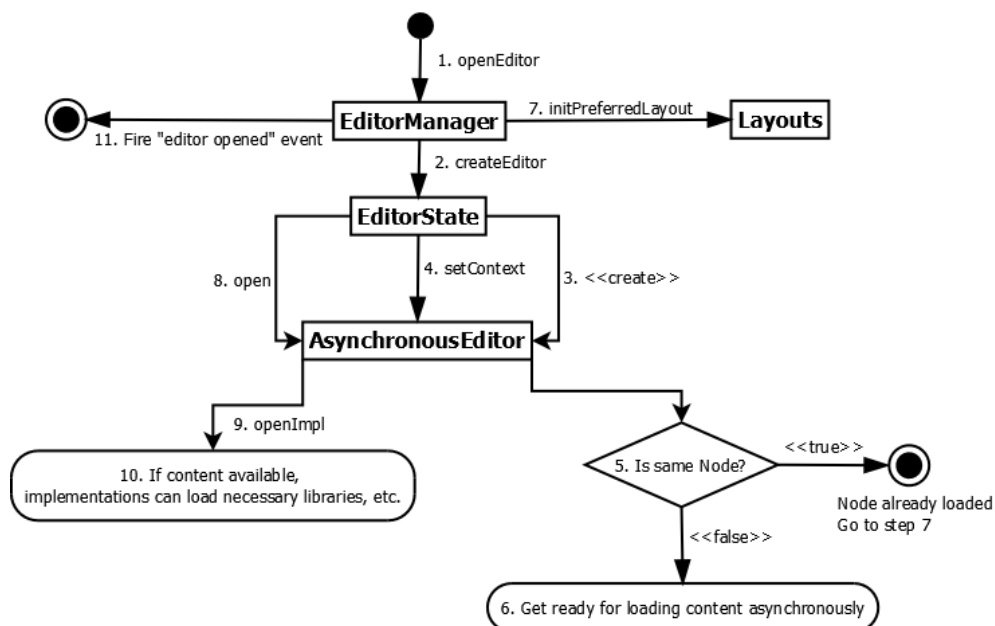 1. openEditor
7. initPreferredLayout
EditorManager
Layouts
11. Fire "editor opened" event
2. createEditor
EditorState
8. open
4. setContext
3. <<create>>
AsynchronousEditor
9. openImpl
<<true>>
5. Is same Node?
10. If content available,
implementations can load necessary libraries, etc.
Node already loaded
Go to step 7
<<false>>
6. Get ready for loading content asynchronously